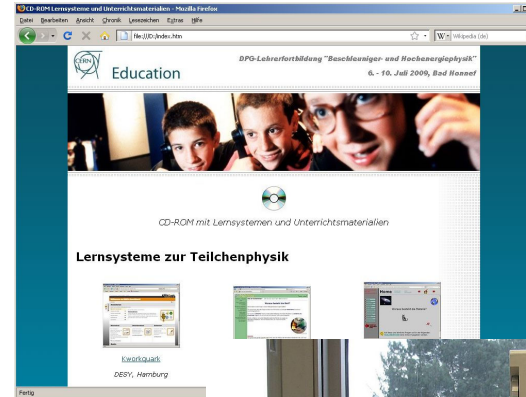 CD-ROM Lernsysteme und Unterrichtsmaterialien - Mozilla Firefox
Datei Bearbeiten Ansicht Chronik Lesezeichen Extras Hilfe
file:///D:/index.htm
Wikipedia (de)
CERN
Education
DPG-Lehrerfortbildung "Beschleuniger- und Hochenergiephysik"
6. - 10. Juli 2009, Bad Honnef
CD-ROM mit Lernsystemen und Unterrichtsmaterialien
Lernsysteme zur Teilchenphysik
Home
Kworkquark
DESY, Hamburg
Fertig